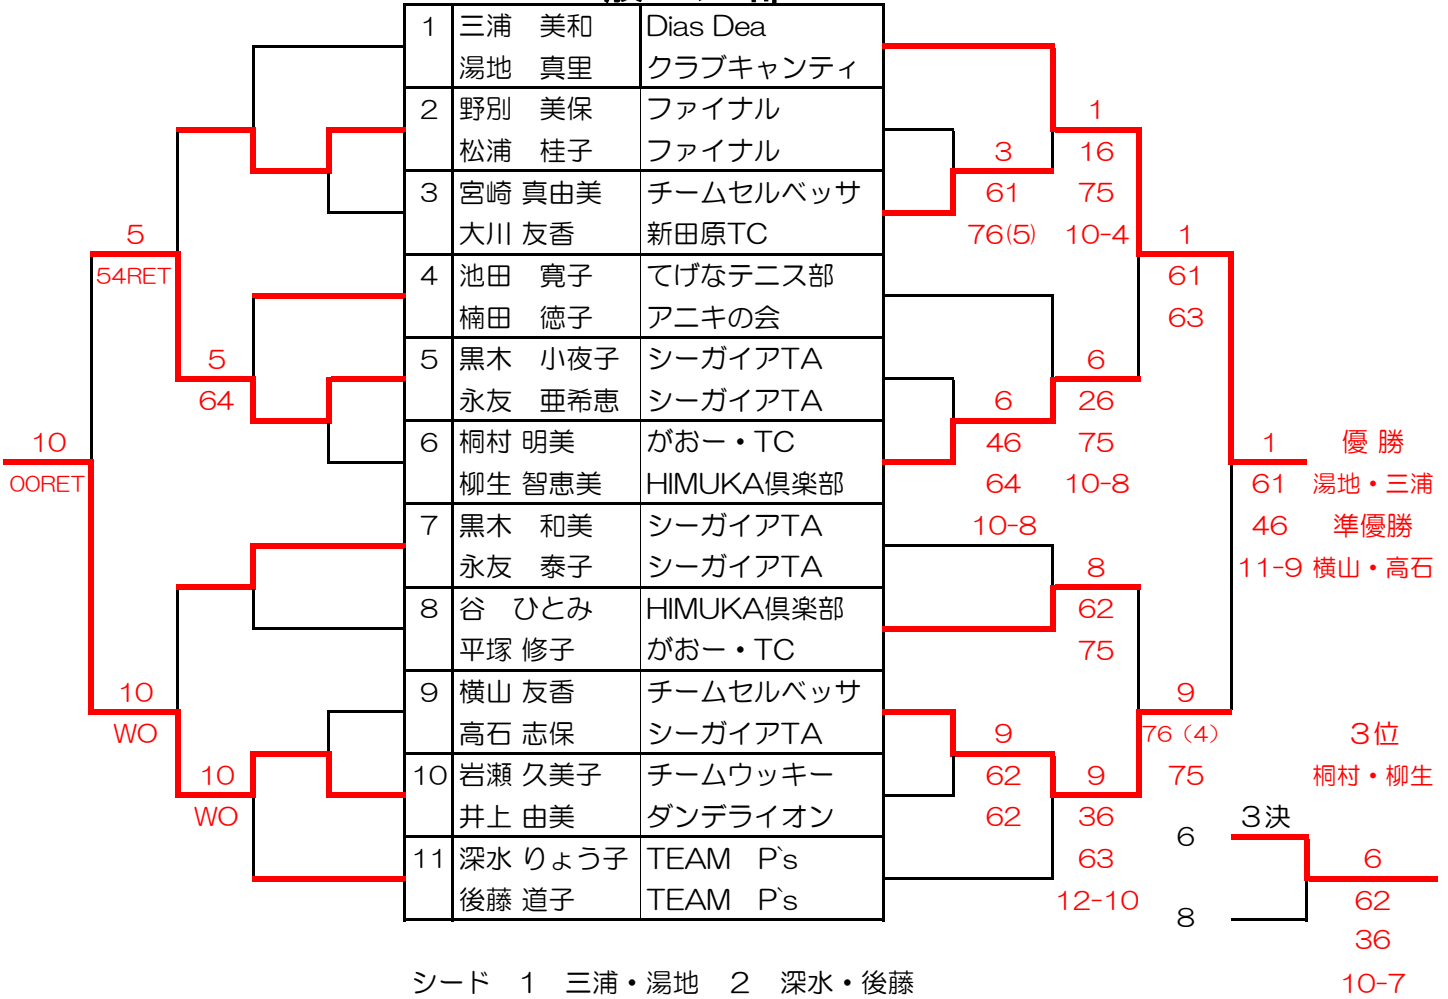 1 三浦　美和 Dias Dea
湯地　真里 クラブキャンティ
2 野別　美保 ファイナル
松浦　桂子 ファイナル
3 宮崎 真由美 チームセルベッサ
大川 友香 新田原TC
4 池田　寛子 てげなテニス部
楠田　徳子 アニキの会
5 黒木　小夜子 シーガイアTA
永友　亜希恵 シーガイアTA
6 桐村 明美 がおー・TC
柳生 智恵美 HIMUKA倶楽部
7 黒木　和美 シーガイアTA
永友　泰子 シーガイアTA
8 谷　ひとみ HIMUKA倶楽部
平塚 修子 がおー・TC
9 横山 友香 チームセルベッサ
高石 志保 シーガイアTA
10 岩瀬 久美子 チームウッキー
井上 由美 ダンデライオン
11 深水 りょう子 TEAM　P`s
後藤 道子 TEAM　P`s
5
54RET
5
64
10
00RET
10
WO
10
WO
3
61
76(5)
1
16
75
10-4
1
61
63
6
46
64
10-8
6
26
75
10-8
8
62
75
9
62
62
9
36
63
12-10
9
76（4）
75
1
61
46
11-9
優 勝
湯地・三浦
準優勝
横山・高石
3位
桐村・柳生
3決
6
8
6
62
36
10-7
シード　1　三浦・湯地　2　深水・後藤